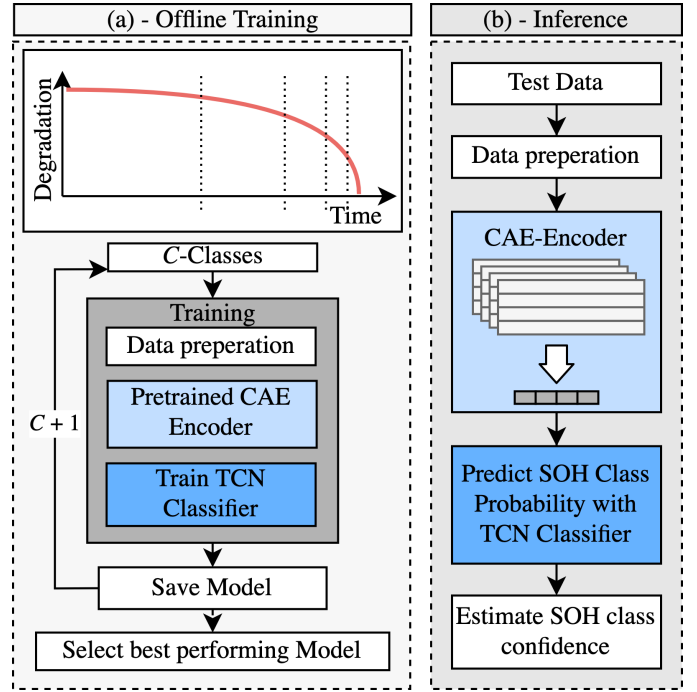 (a) - Offline Training
Degradation
Time
C-Classes
Training
Data preperation
Pretrained CAE
Encoder
C + 1
Train TCN
Classifier
Save Model
Select best performing Model
(b) - Inference
Test Data
Data preperation
CAE-Encoder
Predict SOH Class
Probability with
TCN Classifier
Estimate SOH class
confidence